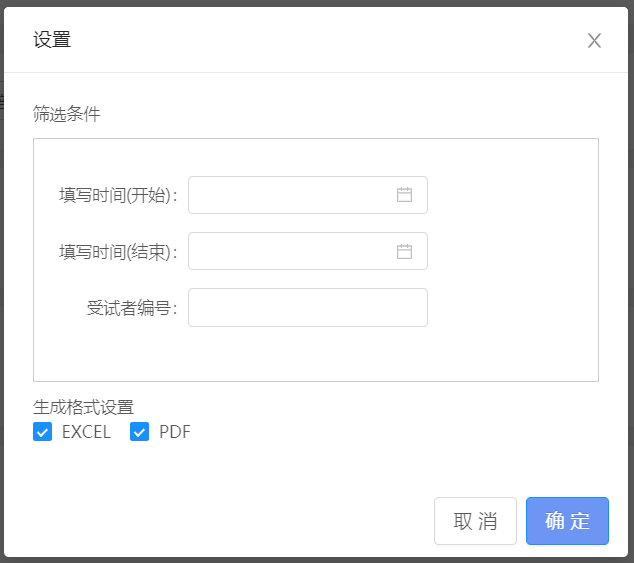 设置
筛选条件
填写时间(开始):
填写时间(结束):
受试者编号:
生成格式设置
EXCEL PDF
取 消 确 定